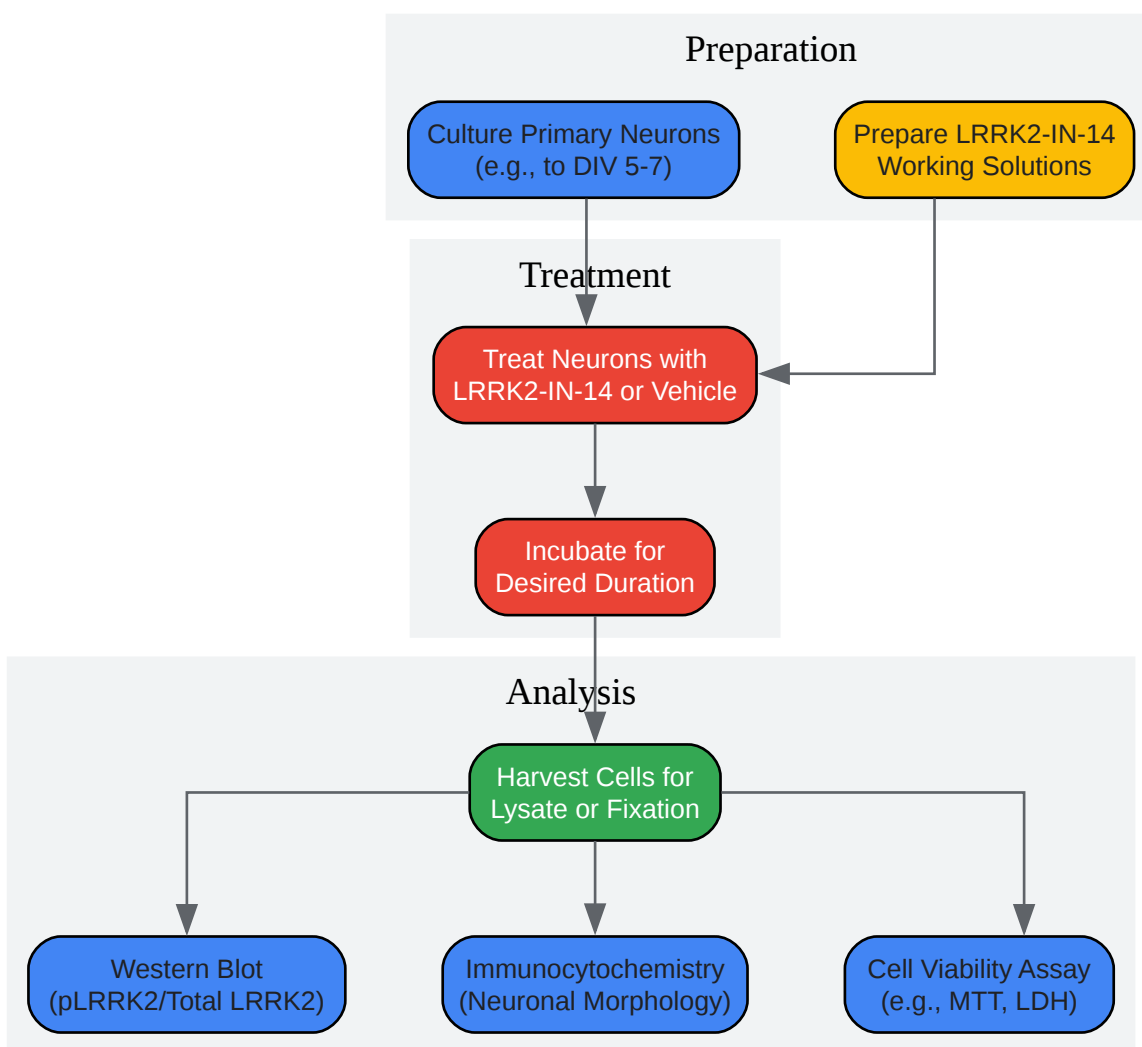 Preparation
Culture Primary Neurons
(e.g., to DIV 5-7)
Prepare LRRK2-IN-14
Working Solutions
Treatment
Treat Neurons with
LRRK2-IN-14 or Vehicle
Incubate for
Desired Duration
Analysis
Harvest Cells for
Lysate or Fixation
Western Blot
(pLRRK2/Total LRRK2)
Immunocytochemistry
(Neuronal Morphology)
Cell Viability Assay
(e.g., MTT, LDH)